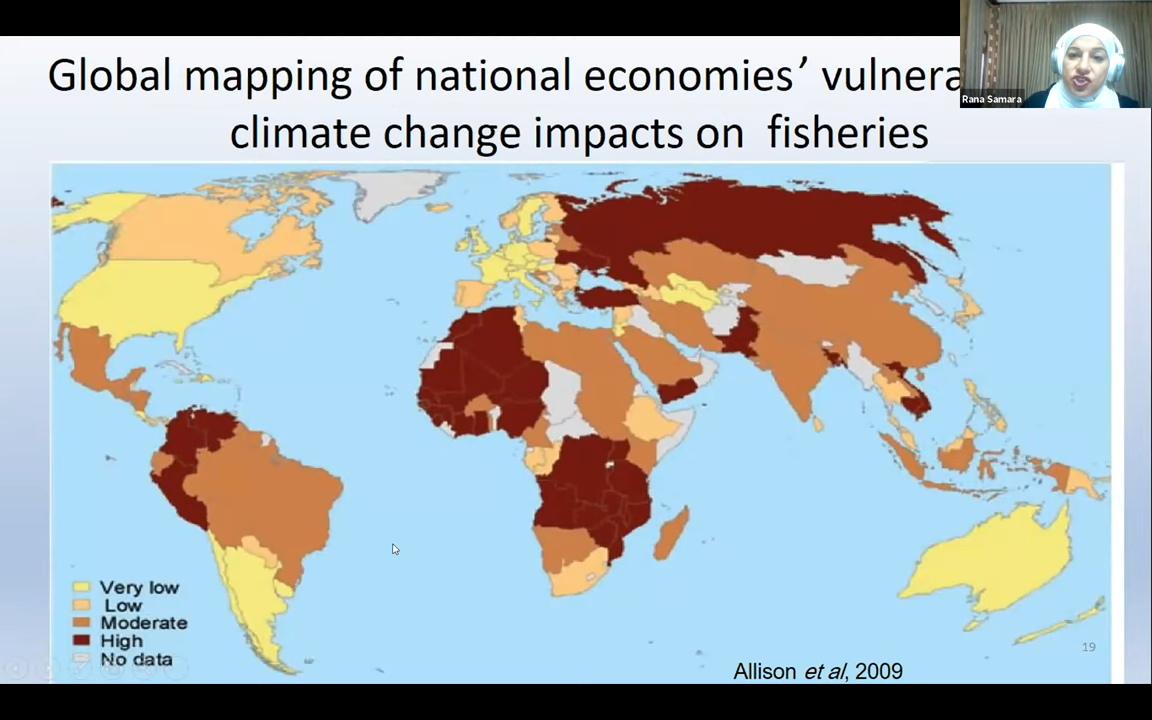 Global mapping of national economies’ vulnera
climate change impacts on fisheries
Rana Samara
Very low
Low
Moderate
High
No data
19
Allison et al, 2009